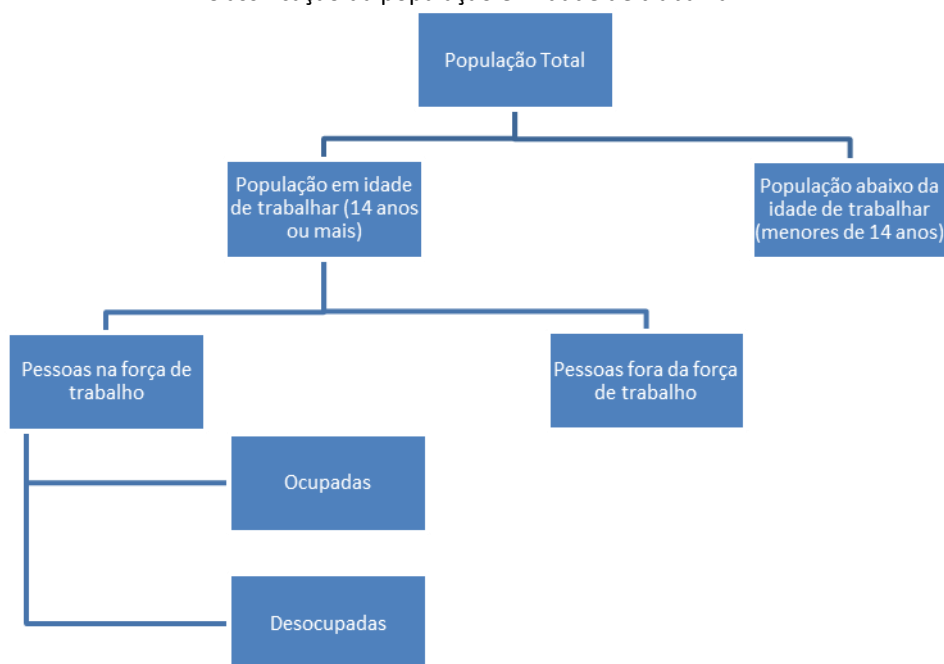 População Total
População em idade
de trabalhar (14 anos
ou mais)
População abaixo da
idade de trabalhar
(menores de 14 anos)
Pessoas na força de
trabalho
Pessoas fora da força
de trabalho
Ocupadas
Desocupadas